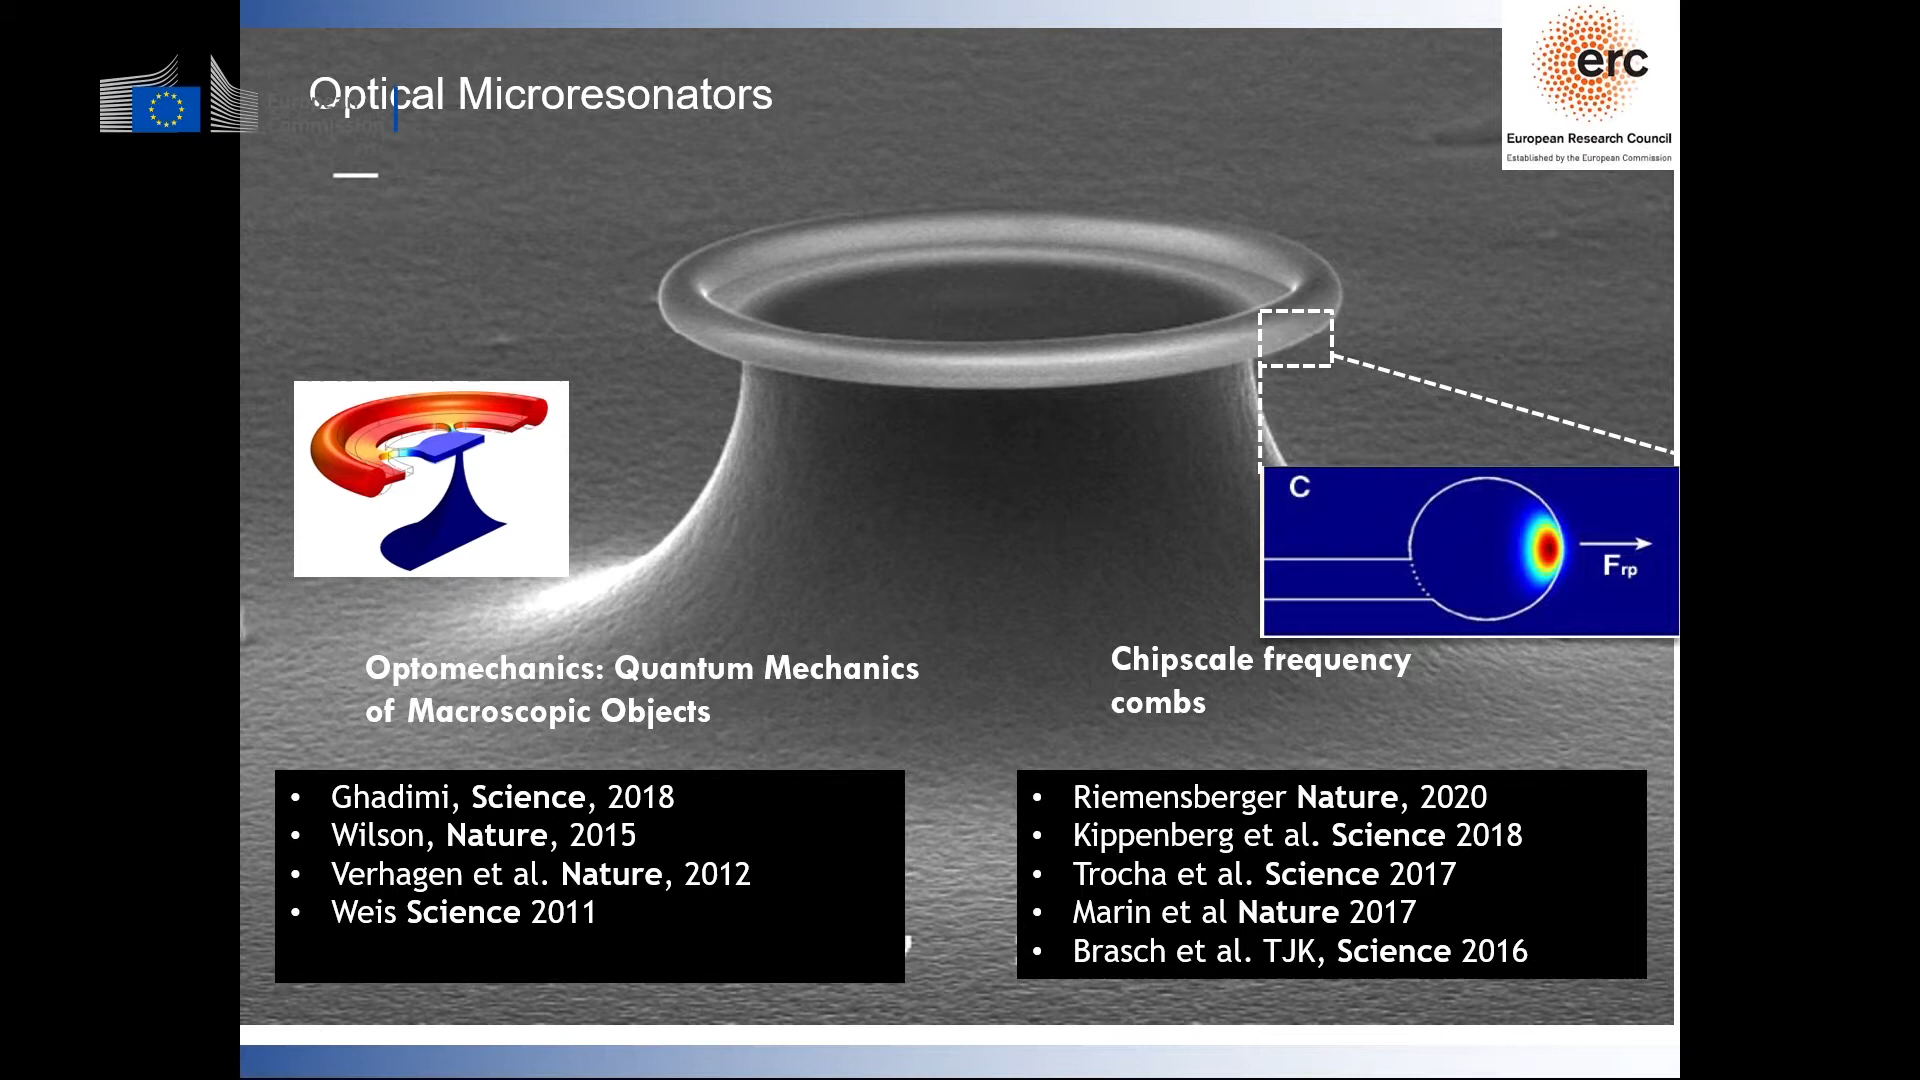 Optical Microresonators
European
Commission
erc
European Research Council
Established by the European Commission
C
Frp
Optomechanics: Quantum Mechanics
of Macroscopic Objects
Chipscale frequency
combs
• Ghadimi, Science, 2018
• Wilson, Nature, 2015
• Verhagen et al. Nature, 2012
• Weis Science 2011
• Riemensberger Nature, 2020
• Kippenberg et al. Science 2018
• Trocha et al. Science 2017
• Marin et al Nature 2017
• Brasch et al. TJK, Science 2016